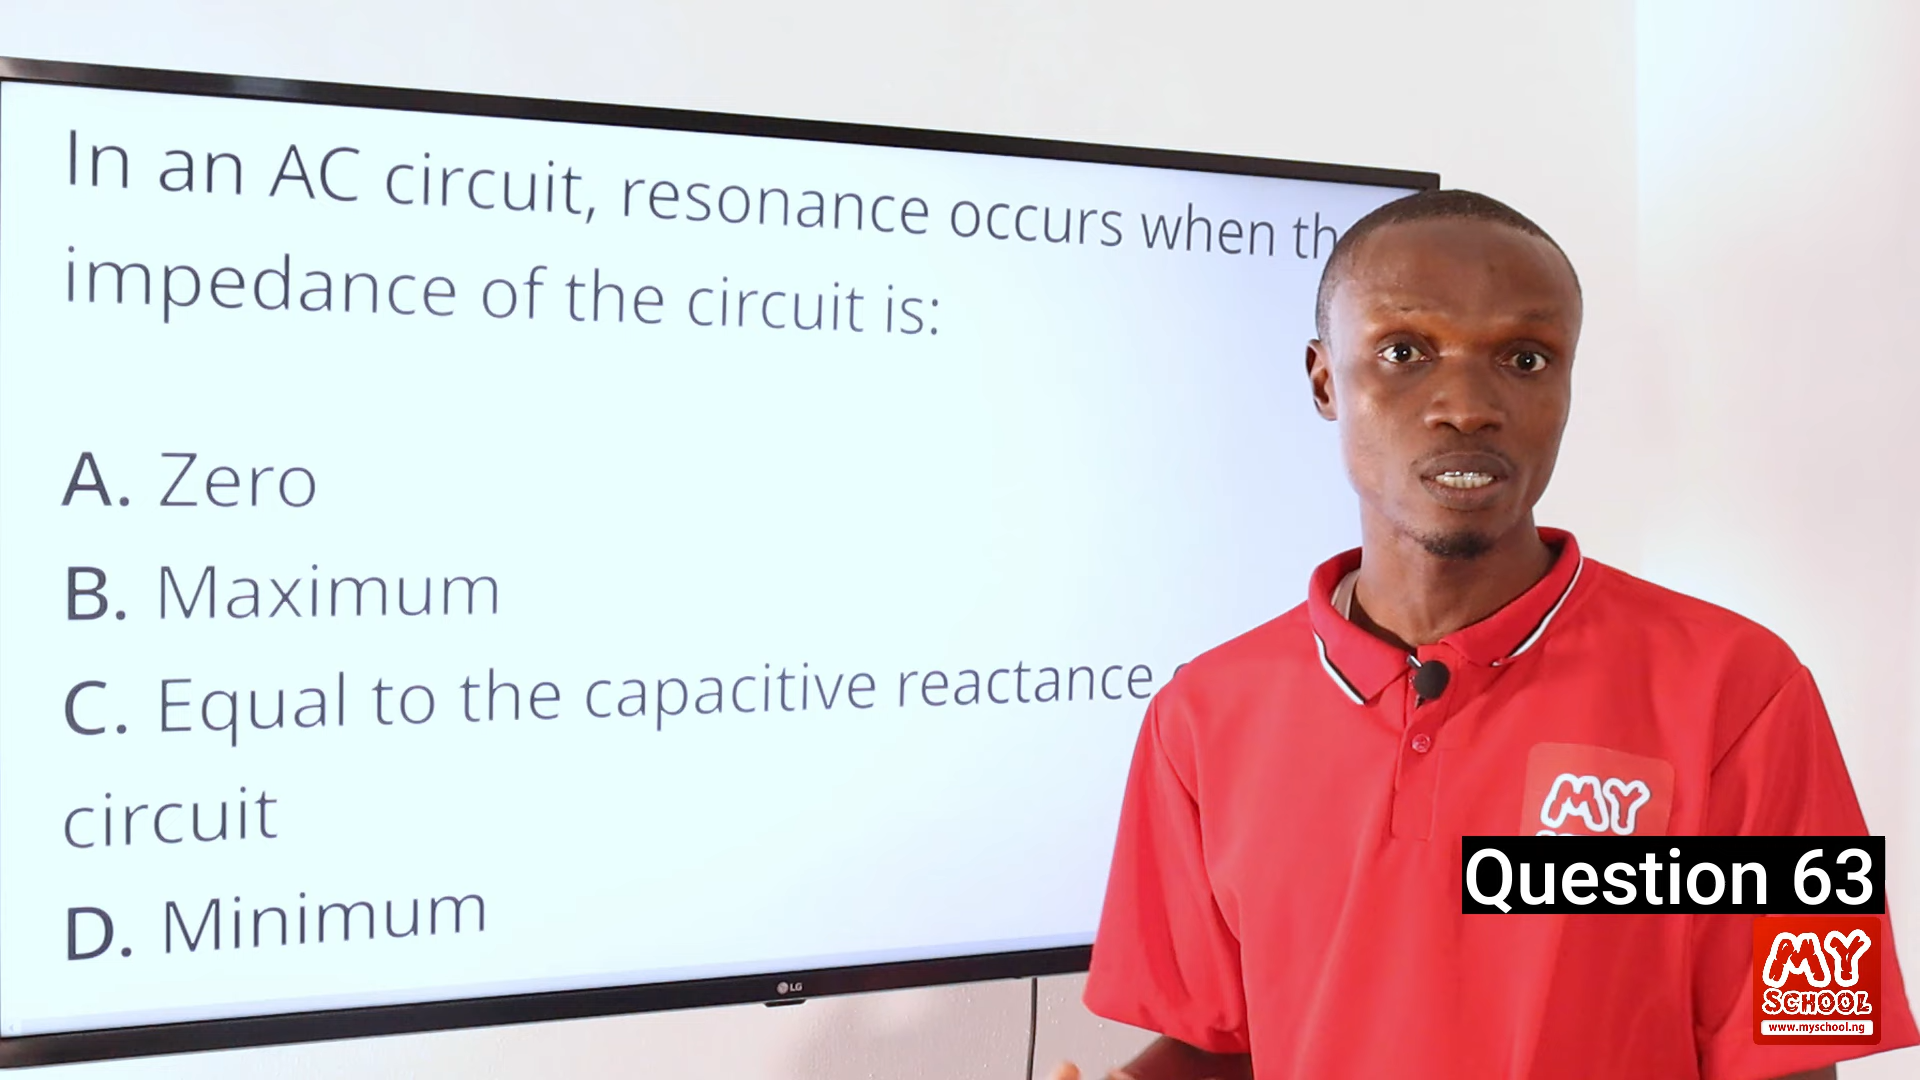 In an AC circuit, resonance occurs when
impedance of the circuit is:
A. Zero
B. Maximum
C. Equal to the capacitive reactance
circuit
D. Minimum
LG
MY
Question 63
MY
SCHOOL
www.myschool.ng